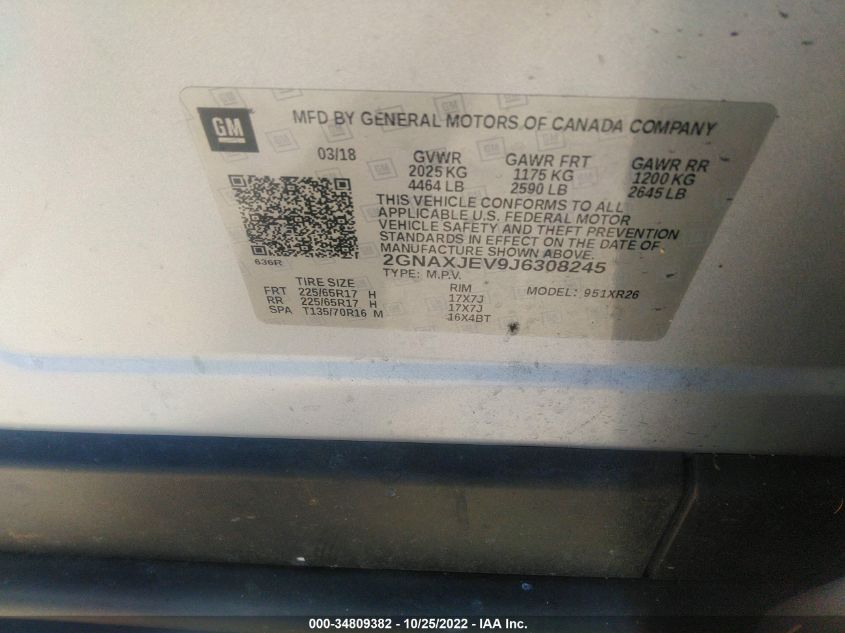 GM
MFD BY GENERAL MOTORS OF CANADA COMPANY
03/18 GVWR GAWR FRT GAWR RR
2025 KG 1175 KG 1200 KG
4464 LB 2590 LB 2645 LB
THIS VEHICLE CONFORMS TO ALL
APPLICABLE U.S. FEDERAL MOTOR
VEHICLE SAFETY AND THEFT PREVENTION
STANDARDS IN EFFECT ON THE DATE OF
MANUFACTURE SHOWN ABOVE.
636R 2GNAXJEV9J6308245
TYPE: M.P.V.
TIRE SIZE RIM MODEL: 951XR26
FRT 225/65R17 H 17X7J
RR 225/65R17 H 17X7J
SPA T135/70R16 M 16X4BT
000-34809382 - 10/25/2022 - IAA Inc.